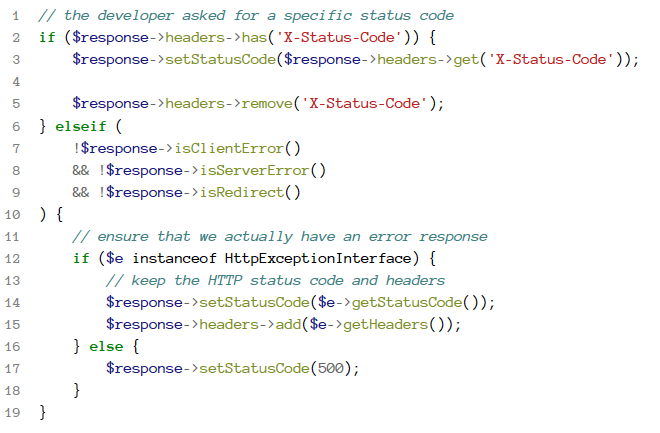 1 // the developer asked for a specific status code
2 if ($response->headers->has('X-Status-Code')) {
3     $response->setStatusCode($response->headers->get('X-Status-Code'));
4
5     $response->headers->remove('X-Status-Code');
6 } elseif (
7     !$response->isClientError()
8     && !$response->isServerError()
9     && !$response->isRedirect()
10 ) {
11     // ensure that we actually have an error response
12     if ($e instanceof HttpExceptionInterface) {
13         // keep the HTTP status code and headers
14         $response->setStatusCode($e->getStatusCode());
15         $response->headers->add($e->getHeaders());
16     } else {
17         $response->setStatusCode(500);
18     }
19 }